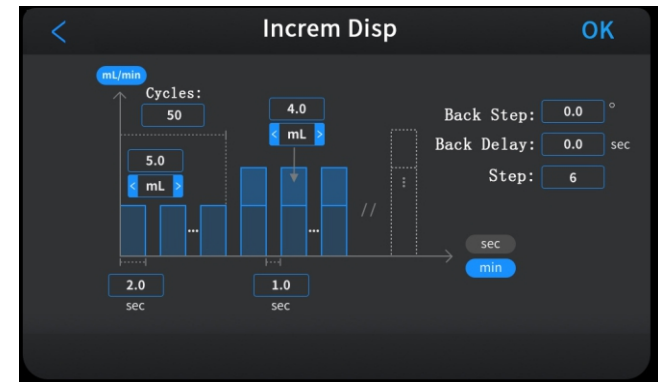 < Increm Disp OK
mL/min
Cycles:
50
4.0
< mL >
5.0
< mL >
Back Step: 0.0 °
Back Delay: 0.0 sec
Step: 6
...
...
//
⋮
sec
min
2.0
sec
1.0
sec